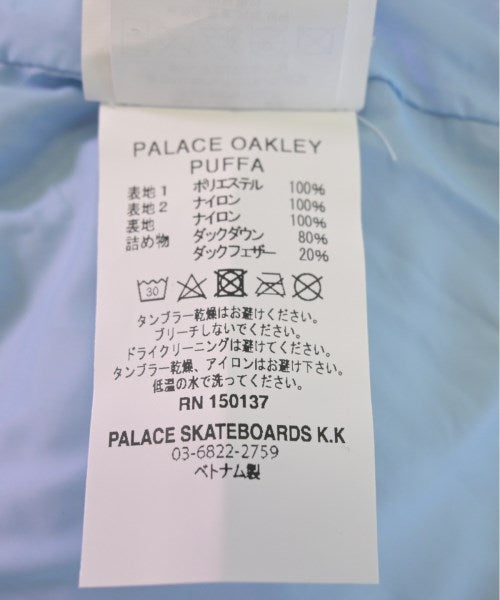 PALACE OAKLEY
PUFFA
表地1 ポリエステル 100%
表地2 ナイロン 100%
裏地 ナイロン 100%
詰め物 ダックダウン 80%
ダックフェザー 20%
30
タンブラー乾燥はお避けください。
ブリーチしないでください。
ドライクリーニングは避けてください。
タンブラー乾燥、アイロンはお避け下さい。
低温の水で洗ってください。
RN 150137
PALACE SKATEBOARDS K.K
03-6822-2759
ベトナム製